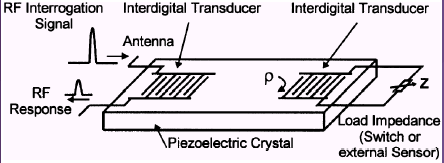 RF Interrogation
Signal
Interdigital Transducer
Interdigital Transducer
Antenna
RF
Response
ρ
Z
Piezoelectric Crystal
Load Impedance
(Switch or
external Sensor)